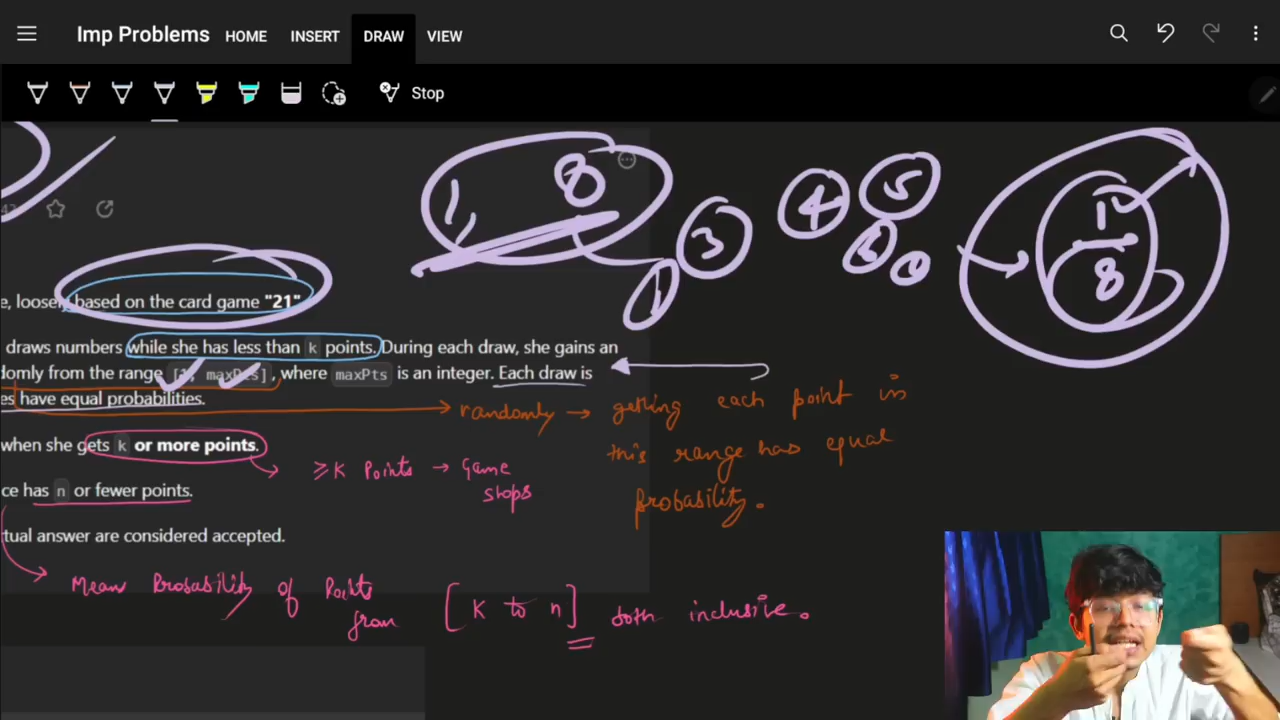 Imp Problems HOME INSERT DRAW VIEW
Stop
1, 8
1 3 4 5 6
1
8
e, loosely based on the card game "21"
draws numbers while she has less than k points. During each draw, she gains an
domly from the range [1, maxPts], where maxPts is an integer. Each draw is
es have equal probabilities.
randomly → getting each point in
this range has equal
probability.
when she gets k or more points.
≥K Points → Game
stops
ce has n or fewer points.
tual answer are considered accepted.
Mean Probability of Points
from [K to n] both inclusive.